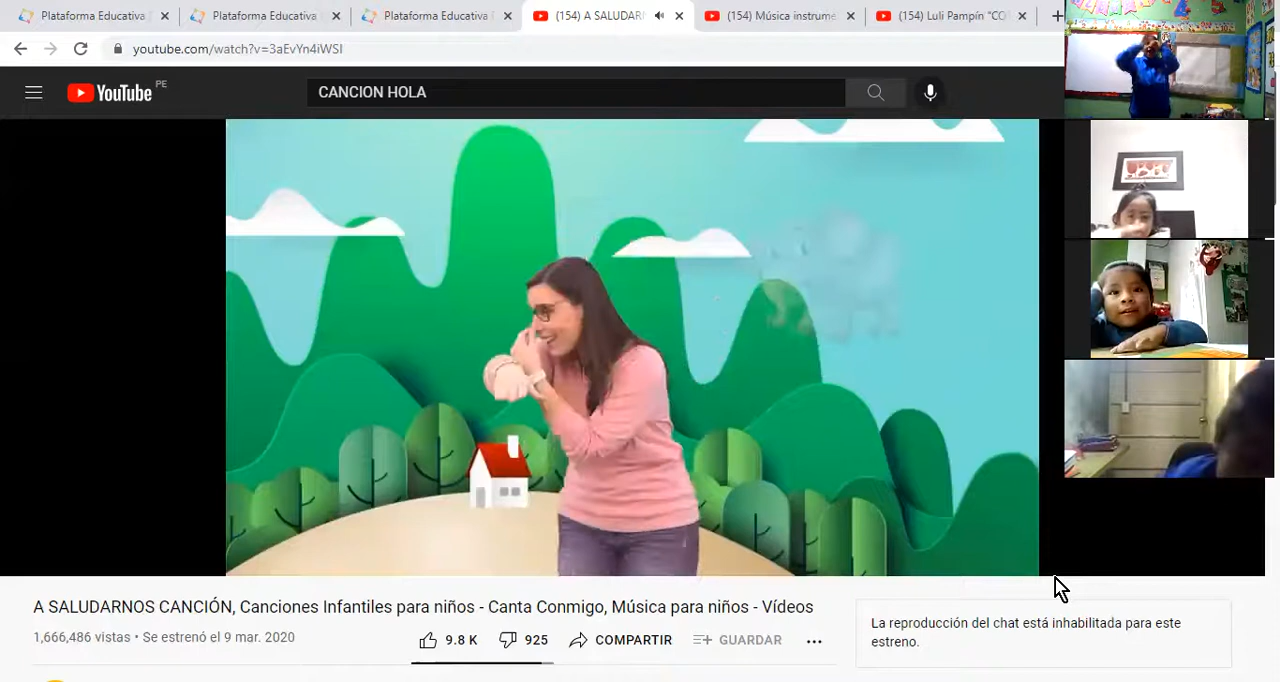 Plataforma Educativa
Plataforma Educativa
Plataforma Educativa
(154) A SALUDAR
(154) Música instrume
(154) Luli Pampín "CO
youtube.com/watch?v=3aEvYn4iWSI
YouTube PE
CANCION HOLA
A SALUDARNOS CANCIÓN, Canciones Infantiles para niños - Canta Conmigo, Música para niños - Vídeos
1,666,486 vistas • Se estrenó el 9 mar. 2020
9.8 K
925
COMPARTIR
GUARDAR
La reproducción del chat está inhabilitada para este
estreno.